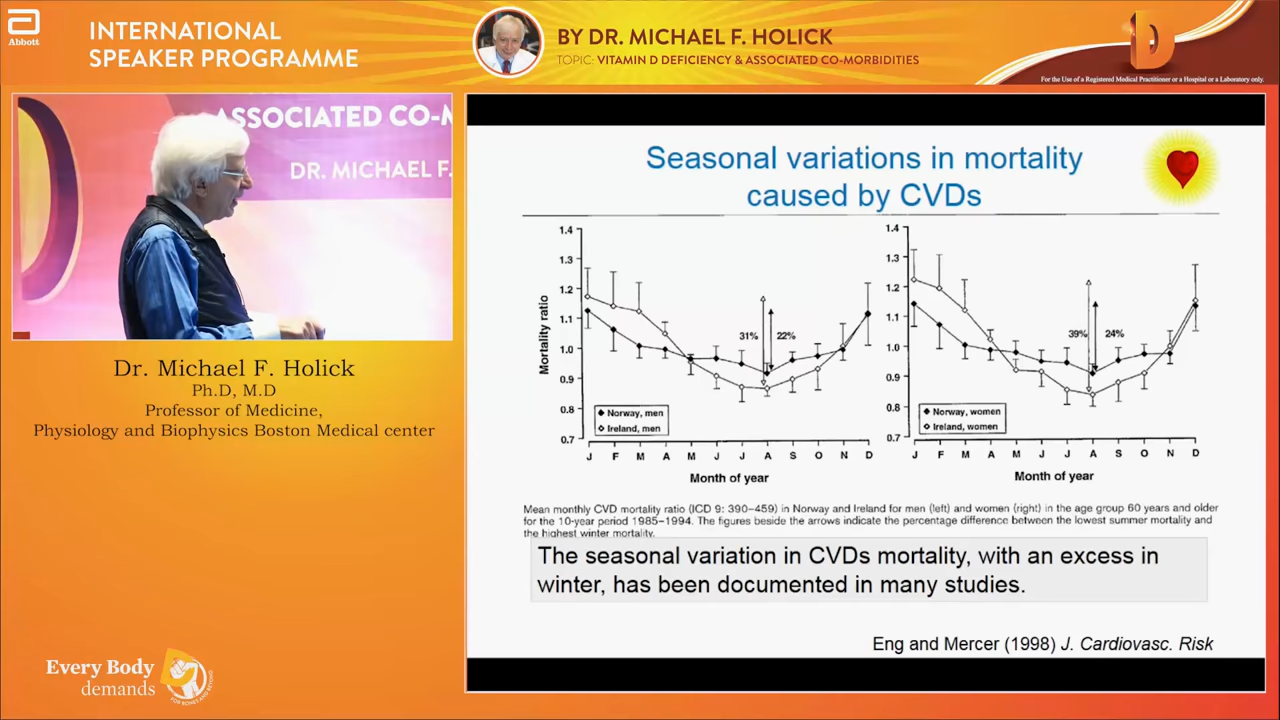 Abbott
INTERNATIONAL
SPEAKER PROGRAMME
BY DR. MICHAEL F. HOLICK
TOPIC: VITAMIN D DEFICIENCY & ASSOCIATED CO-MORBIDITIES
D
For the Use of a Registered Medical Practitioner or a Hospital or a Laboratory only.
ASSOCIATED CO-M
DR. MICHAEL F.
Dr. Michael F. Holick
Ph.D, M.D
Professor of Medicine,
Physiology and Biophysics Boston Medical center
Every Body
demands
FOR BONES AND BEYOND
Seasonal variations in mortality
caused by CVDs
Mortality ratio
1.4
1.3
1.2
1.1
1.0
0.9
0.8
0.7
31% 22%
Norway, men
Ireland, men
J F M A M J J A S O N D
Month of year
1.4
1.3
1.2
1.1
1.0
0.9
0.8
0.7
39% 24%
Norway, women
Ireland, women
J F M A M J J A S O N D
Month of year
Mean monthly CVD mortality ratio (ICD 9: 390–459) in Norway and Ireland for men (left) and women (right) in the age group 60 years and older
for the 10-year period 1985–1994. The figures beside the arrows indicate the percentage difference between the lowest summer mortality and
the highest winter mortality.
The seasonal variation in CVDs mortality, with an excess in
winter, has been documented in many studies.
Eng and Mercer (1998) J. Cardiovasc. Risk